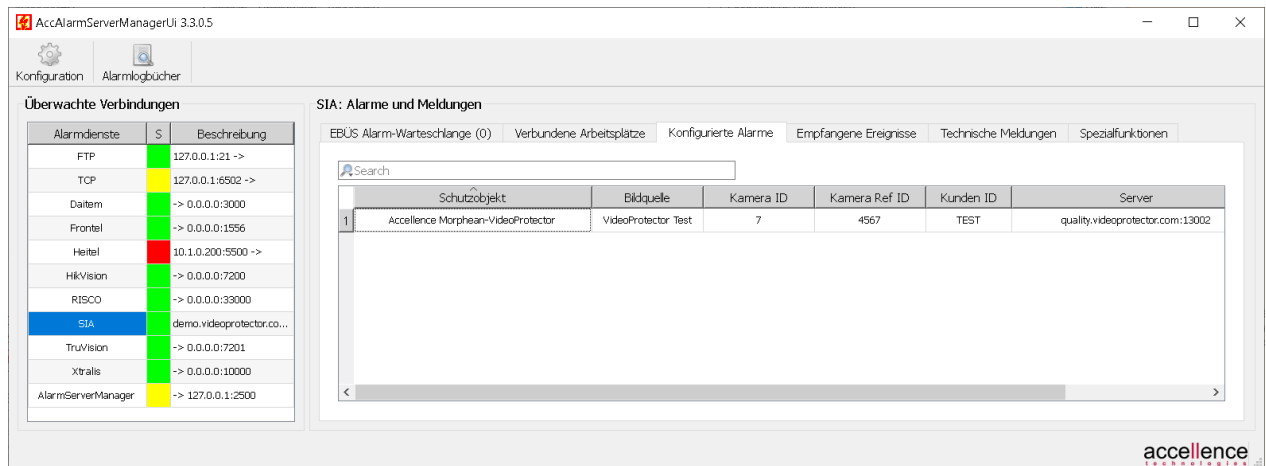 AccAlarmServerManagerUi 3.3.0.5
Konfiguration Alarmlogbücher
Überwachte Verbindungen
Alarmdienste S Beschreibung
FTP 127.0.0.1:21 ->
TCP 127.0.0.1:6502 ->
Daitem -> 0.0.0.0:3000
Frontel -> 0.0.0.0:1556
Heitel 10.1.0.200:5500 ->
HikVision -> 0.0.0.0:7200
RISCO -> 0.0.0.0:33000
SIA demo.videoprotector.co...
TruVision -> 0.0.0.0:7201
Xtralis -> 0.0.0.0:10000
AlarmServerManager -> 127.0.0.1:2500
SIA: Alarme und Meldungen
EBÜS Alarm-Warteschlange (0) Verbundene Arbeitsplätze Konfigurierte Alarme Empfangene Ereignisse Technische Meldungen Spezialfunktionen
Search
Schutzobjekt Bildquelle Kamera ID Kamera Ref ID Kunden ID Server
1 Accellence Morphean-VideoProtector VideoProtector Test 7 4567 TEST quality.videoprotector.com:13002
accellence
technologies